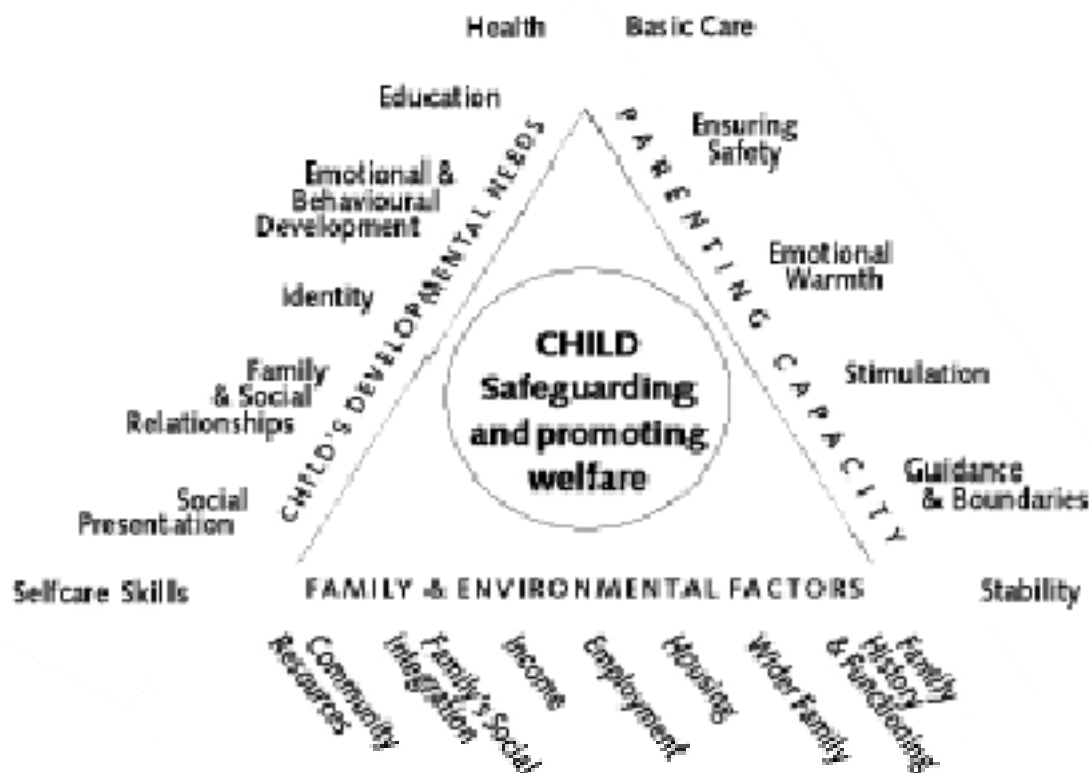 Health
Basic Care
Education
Ensuring
Safety
Emotional &
Behavioural
Development
Emotional
Warmth
Identity
Family
& Social
Relationships
Stimulation
Social
Presentation
Guidance
& Boundaries
Selfcare Skills
Stability
CHILD'S DEVELOPMENTAL NEEDS
PARENTING CAPACITY
CHILD
Safeguarding
and promoting
welfare
FAMILY & ENVIRONMENTAL FACTORS
Community
Resources
Family's Social
Integration
Income
Employment
Housing
Wider Family
Family
History
& Functioning